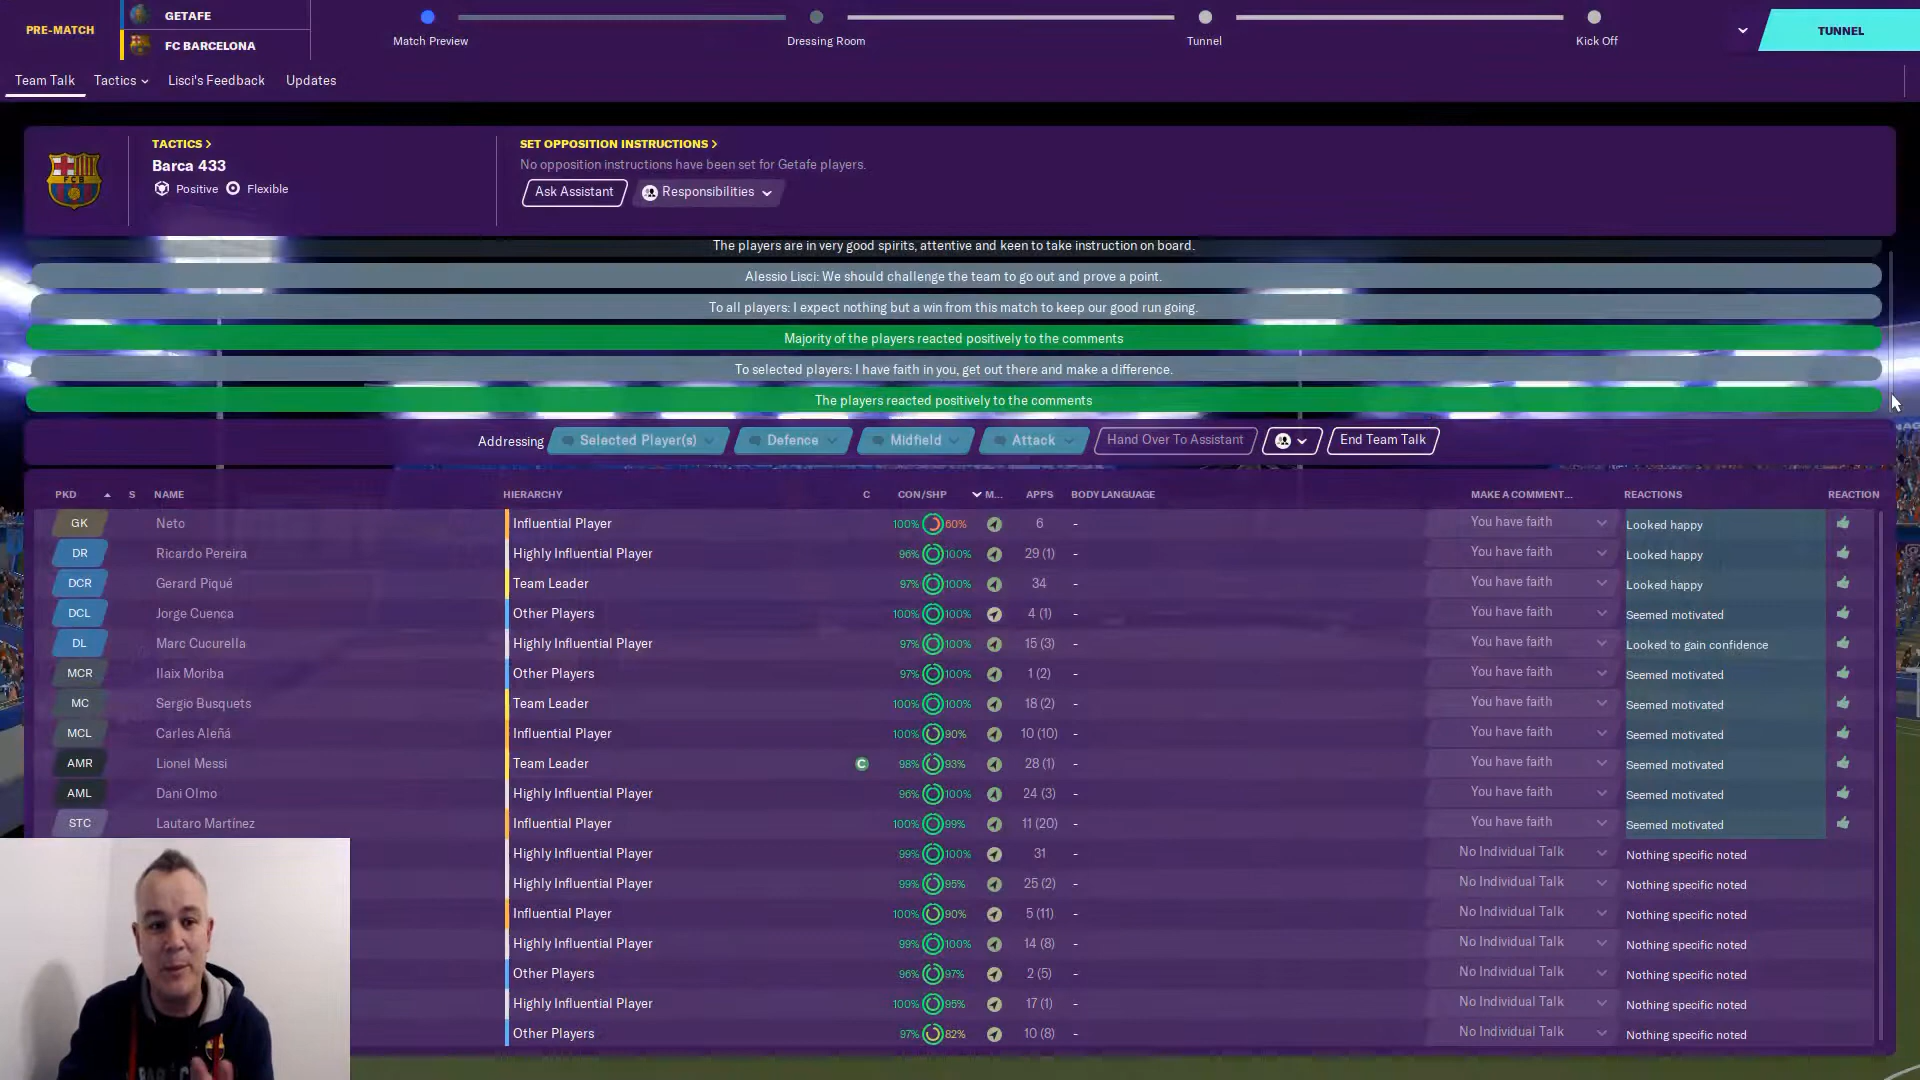 PRE-MATCH
GETAFE
FC BARCELONA
Match Preview
Dressing Room
Tunnel
Kick Off
TUNNEL
Team Talk
Tactics
Lisci's Feedback
Updates
TACTICS >
Barca 433
Positive
Flexible
SET OPPOSITION INSTRUCTIONS >
No opposition instructions have been set for Getafe players.
Ask Assistant
Responsibilities
The players are in very good spirits, attentive and keen to take instruction on board.
Alessio Lisci: We should challenge the team to go out and prove a point.
To all players: I expect nothing but a win from this match to keep our good run going.
Majority of the players reacted positively to the comments
To selected players: I have faith in you, get out there and make a difference.
The players reacted positively to the comments
Addressing Selected Player(s) Defence Midfield Attack Hand Over To Assistant End Team Talk
PKD S NAME HIERARCHY C CON/SHP M... APPS BODY LANGUAGE MAKE A COMMENT... REACTIONS REACTION
GK Neto Influential Player 100% 60% 6 - You have faith Looked happy
DR Ricardo Pereira Highly Influential Player 96% 100% 29 (1) - You have faith Looked happy
DCR Gerard Piqué Team Leader 97% 100% 34 - You have faith Looked happy
DCL Jorge Cuenca Other Players 100% 100% 4 (1) - You have faith Seemed motivated
DL Marc Cucurella Highly Influential Player 97% 100% 15 (3) - You have faith Looked to gain confidence
MCR Ilaix Moriba Other Players 97% 100% 1 (2) - You have faith Seemed motivated
MC Sergio Busquets Team Leader 100% 100% 18 (2) - You have faith Seemed motivated
MCL Carles Aleñá Influential Player 100% 90% 10 (10) - You have faith Seemed motivated
AMR Lionel Messi Team Leader C 98% 93% 28 (1) - You have faith Seemed motivated
AML Dani Olmo Highly Influential Player 96% 100% 24 (3) - You have faith Seemed motivated
STC Lautaro Martínez Influential Player 100% 99% 11 (20) - You have faith Seemed motivated
Highly Influential Player 99% 100% 31 - No Individual Talk Nothing specific noted
Highly Influential Player 99% 95% 25 (2) - No Individual Talk Nothing specific noted
Influential Player 100% 90% 5 (11) - No Individual Talk Nothing specific noted
Highly Influential Player 99% 100% 14 (8) - No Individual Talk Nothing specific noted
Other Players 96% 97% 2 (5) - No Individual Talk Nothing specific noted
Highly Influential Player 100% 95% 17 (1) - No Individual Talk Nothing specific noted
Other Players 97% 82% 10 (8) - No Individual Talk Nothing specific noted